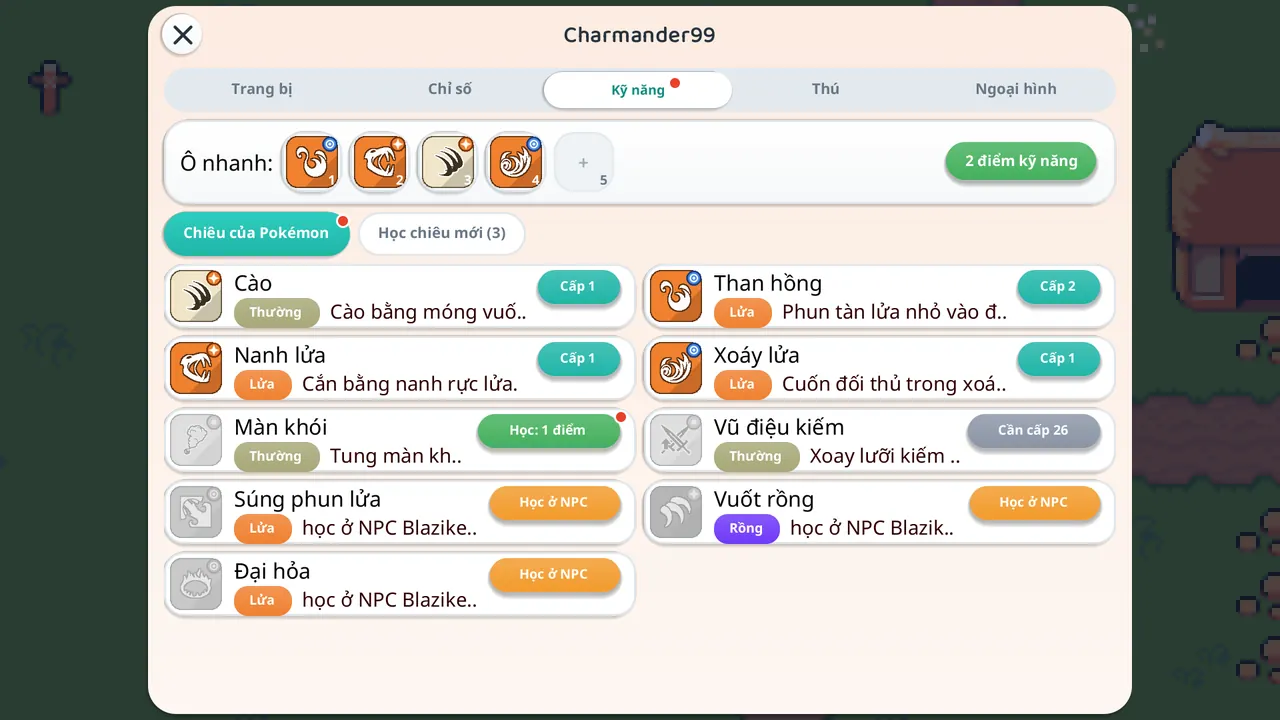 Charmander99
Trang bị
Chỉ số
Kỹ năng
Thú
Ngoại hình
Ô nhanh:
1
2
3
4
+
5
2 điểm kỹ năng
Chiêu của Pokémon
Học chiêu mới (3)
Cào
Cấp 1
Thường Cào bằng móng vuố..
Than hồng
Cấp 2
Lửa Phun tàn lửa nhỏ vào đ..
Nanh lửa
Cấp 1
Lửa Cắn bằng nanh rực lửa.
Xoáy lửa
Cấp 1
Lửa Cuốn đối thủ trong xoá..
Màn khói
Học: 1 điểm
Thường Tung màn kh..
Vũ điệu kiếm
Cần cấp 26
Thường Xoay lưỡi kiếm ..
Súng phun lửa
Học ở NPC
Lửa học ở NPC Blazike..
Vuốt rồng
Học ở NPC
Rồng học ở NPC Blazik..
Đại hỏa
Học ở NPC
Lửa học ở NPC Blazike..